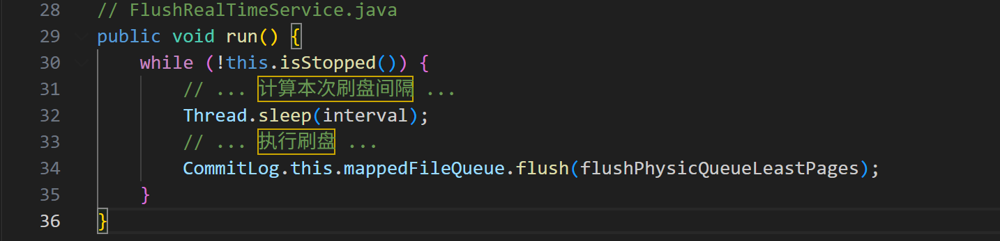 28 // FlushRealTimeService.java
29 public void run() {
30 while (!this.isStopped()) {
31 // ... 计算本次刷盘间隔 ...
32 Thread.sleep(interval);
33 // ... 执行刷盘 ...
34 CommitLog.this.mappedFileQueue.flush(flushPhysicQueueLeastPages);
35 }
36 }